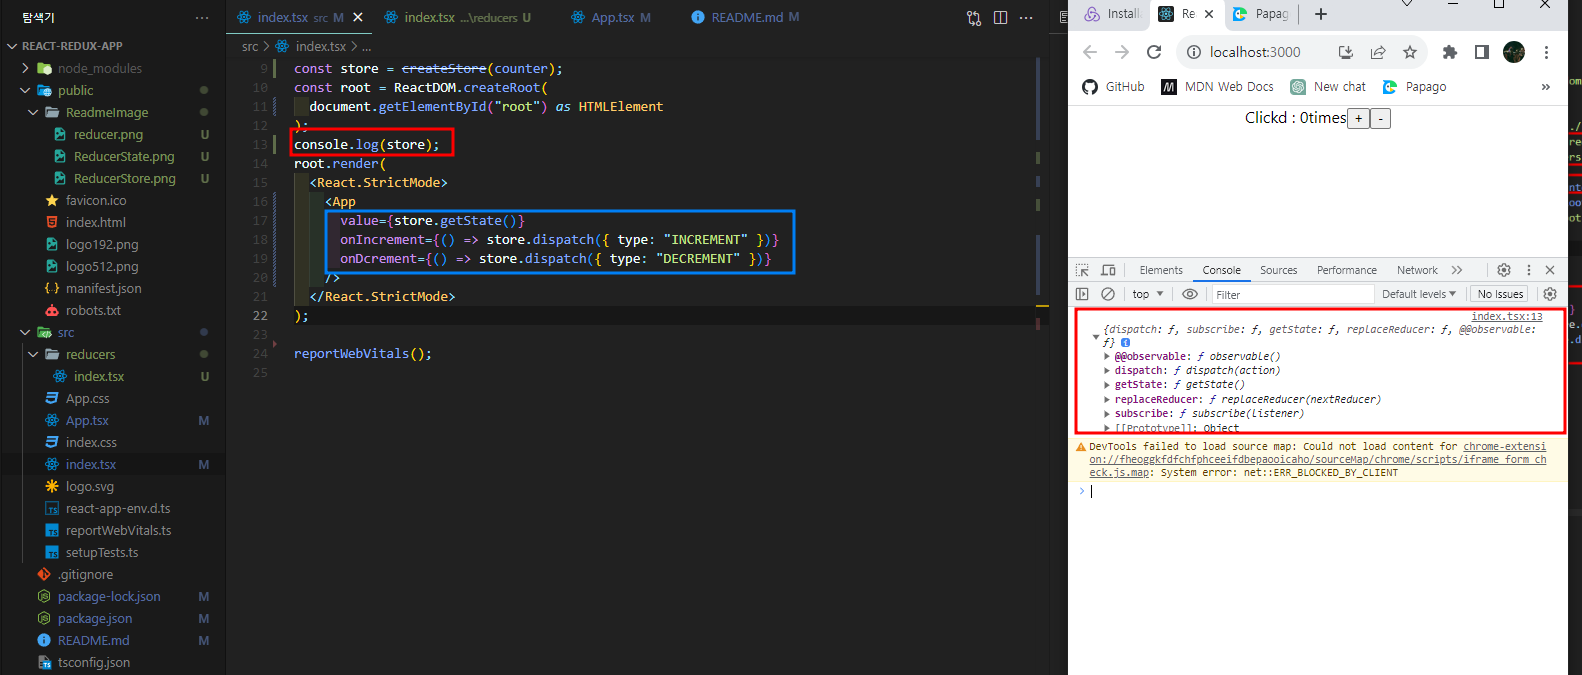 탐색기
REACT-REDUX-APP
node_modules
public
ReadmeImage
reducer.png U
ReducerState.png U
ReducerStore.png U
favicon.ico
index.html
logo192.png
logo512.png
manifest.json
robots.txt
src
reducers
index.tsx U
App.css
App.tsx M
index.css
index.tsx M
logo.svg
react-app-env.d.ts
reportWebVitals.ts
setupTests.ts
.gitignore
package-lock.json M
package.json M
README.md M
tsconfig.json
index.tsx src M
index.tsx ...\reducers U
App.tsx M
README.md M
src > index.tsx > ...
9 const store = createStore(counter);
10 const root = ReactDOM.createRoot(
11 document.getElementById("root") as HTMLElement
12 );
13 console.log(store);
14 root.render(
15 <React.StrictMode>
16 <App
17 value={store.getState()}
18 onIncrement={() => store.dispatch({ type: "INCREMENT" })}
19 onDcrement={() => store.dispatch({ type: "DECREMENT" })}
20 />
21 </React.StrictMode>
22 );
23
24 reportWebVitals();
25
Install
Re
Papag
localhost:3000
GitHub MDN Web Docs New chat Papago »
Clickd : 0times + -
Elements Console Sources Performance Network »
top Filter Default levels No Issues
index.tsx:13
{dispatch: ƒ, subscribe: ƒ, getState: ƒ, replaceReducer: ƒ, @@observable:
ƒ}
@@observable: ƒ observable()
dispatch: ƒ dispatch(action)
getState: ƒ getState()
replaceReducer: ƒ replaceReducer(nextReducer)
subscribe: ƒ subscribe(listener)
[[Prototype]]: Object
DevTools failed to load source map: Could not load content for chrome-extensi
on://fheoggkfdfchfphceeifdbepaooicaho/sourceMap/chrome/scripts/iframe_form_ch
eck.js.map: System error: net::ERR_BLOCKED_BY_CLIENT